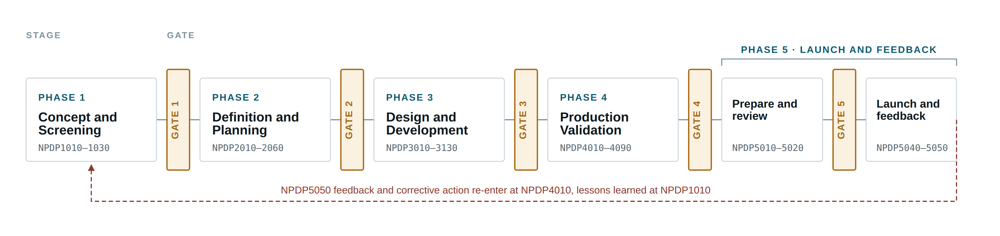 STAGE
GATE
PHASE 5 · LAUNCH AND FEEDBACK
PHASE 1
Concept and
Screening
NPDP1010–1030
GATE 1
PHASE 2
Definition and
Planning
NPDP2010–2060
GATE 2
PHASE 3
Design and
Development
NPDP3010–3130
GATE 3
PHASE 4
Production
Validation
NPDP4010–4090
GATE 4
Prepare and
review
NPDP5010–5020
GATE 5
Launch and
feedback
NPDP5040–5050
NPDP5050 feedback and corrective action re-enter at NPDP4010, lessons learned at NPDP1010